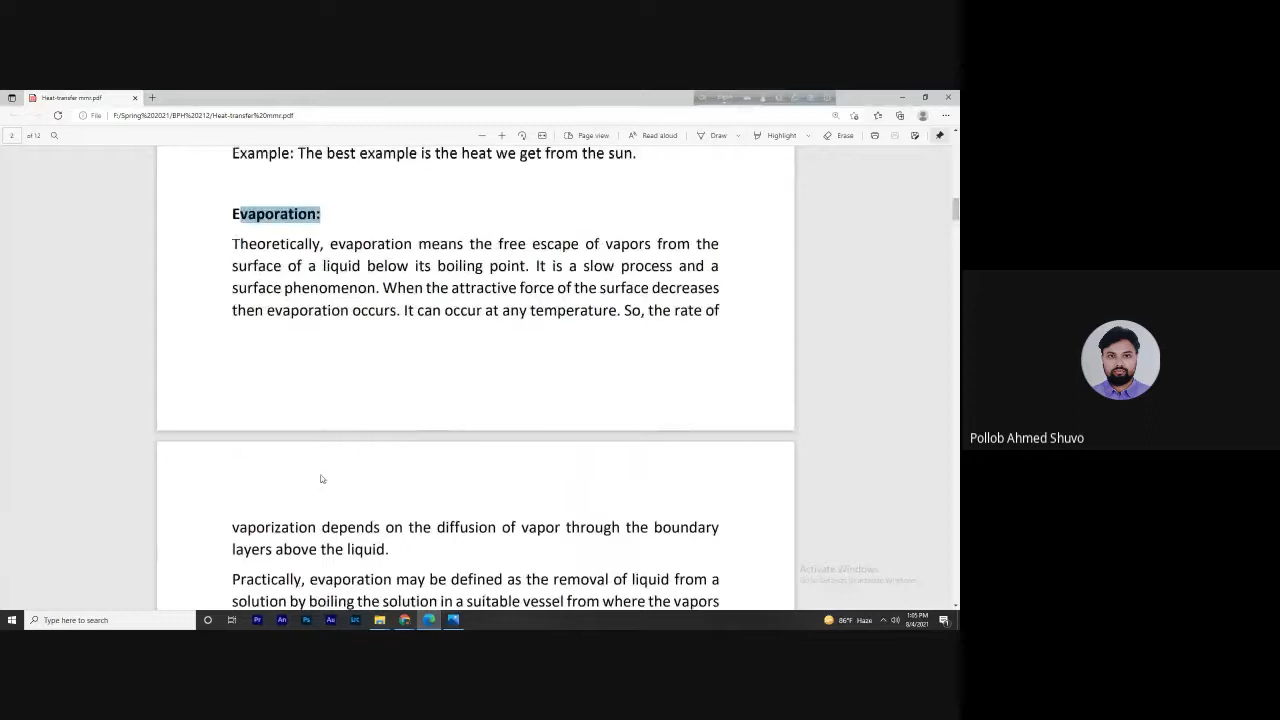 Heat-transfer mmr.pdf
File
F:/Spring%202021/BPH%20212/Heat-transfer%20mmr.pdf
2 of 12
Page view
Read aloud
Draw
Highlight
Erase
Example: The best example is the heat we get from the sun.
Evaporation:
Theoretically, evaporation means the free escape of vapors from the
surface of a liquid below its boiling point. It is a slow process and a
surface phenomenon. When the attractive force of the surface decreases
then evaporation occurs. It can occur at any temperature. So, the rate of
vaporization depends on the diffusion of vapor through the boundary
layers above the liquid.
Practically, evaporation may be defined as the removal of liquid from a
solution by boiling the solution in a suitable vessel from where the vapors
Activate Windows
Go to Settings to activate Windows.
Pollob Ahmed Shuvo
Type here to search
Pr
An
Ps
Au
LrC
86°F Haze
1:05 PM
8/4/2021